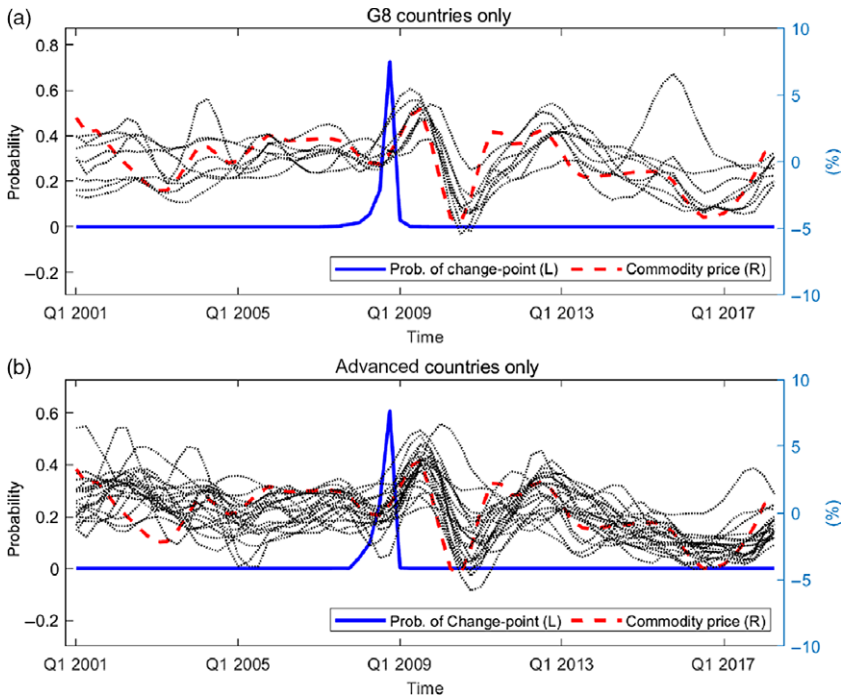 (a)
G8 countries only
0.8
0.6
0.4
0.2
0
−0.2
Probability
10
5
0
−5
−10
(%)
Prob. of change-point (L) Commodity price (R)
Q1 2001 Q1 2005 Q1 2009 Q1 2013 Q1 2017
Time
(b)
Advanced countries only
0.6
0.4
0.2
0
−0.2
Probability
10
5
0
−5
−10
(%)
Prob. of Change-point (L) Commodity price (R)
Q1 2001 Q1 2005 Q1 2009 Q1 2013 Q1 2017
Time